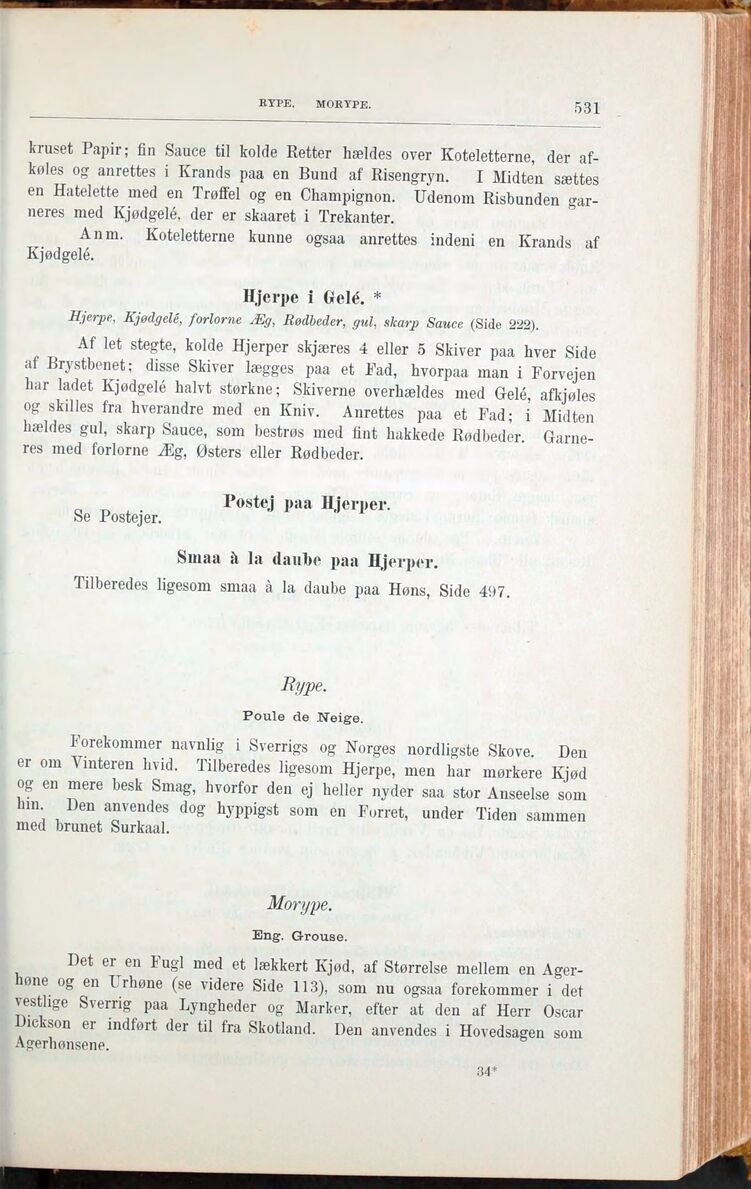 RYPE. MORYPE. 531
kruset Papir; fin Sauce til kolde Retter hældes over Koteletterne, der af-
køles og anrettes i Krands paa en Bund af Risengryn. I Midten sættes
en Hatelette med en Trøffel og en Champignon. Udenom Risbunden gar-
neres med Kjødgelé, der er skaaret i Trekanter.
Anm. Koteletterne kunne ogsaa anrettes indeni en Krands af
Kjødgelé.
Hjerpe i Gelé. *
Hjerpe, Kjødgelé, forlorne Æg, Rødbeder, gul, skarp Sauce (Side 222).
Af let stegte, kolde Hjerper skjæres 4 eller 5 Skiver paa hver Side
af Brystbenet; disse Skiver lægges paa et Fad, hvorpaa man i Forvejen
har ladet Kjødgelé halvt størkne; Skiverne overhældes med Gelé, afkjøles
og skilles fra hverandre med en Kniv. Anrettes paa et Fad; i Midten
hældes gul, skarp Sauce, som bestrøs med fint hakkede Rødbeder. Garne-
res med forlorne Æg, Østers eller Rødbeder.
Postej paa Hjerper.
Se Postejer.
Smaa à la daube paa Hjerper.
Tilberedes ligesom smaa à la daube paa Høns, Side 497.
Rype.
Poule de Neige.
Forekommer navnlig i Sverrigs og Norges nordligste Skove. Den
er om Vinteren hvid. Tilberedes ligesom Hjerpe, men har mørkere Kjød
og en mere besk Smag, hvorfor den ej heller nyder saa stor Anseelse som
hin. Den anvendes dog hyppigst som en Forret, under Tiden sammen
med brunet Surkaal.
Morype.
Eng. Grouse.
Det er en Fugl med et lækkert Kjød, af Størrelse mellem en Ager-
høne og en Urhøne (se videre Side 113), som nu ogsaa forekommer i det
vestlige Sverrig paa Lyngheder og Marker, efter at den af Herr Oscar
Dickson er indført der til fra Skotland. Den anvendes i Hovedsagen som
Agerhønsene.
34*